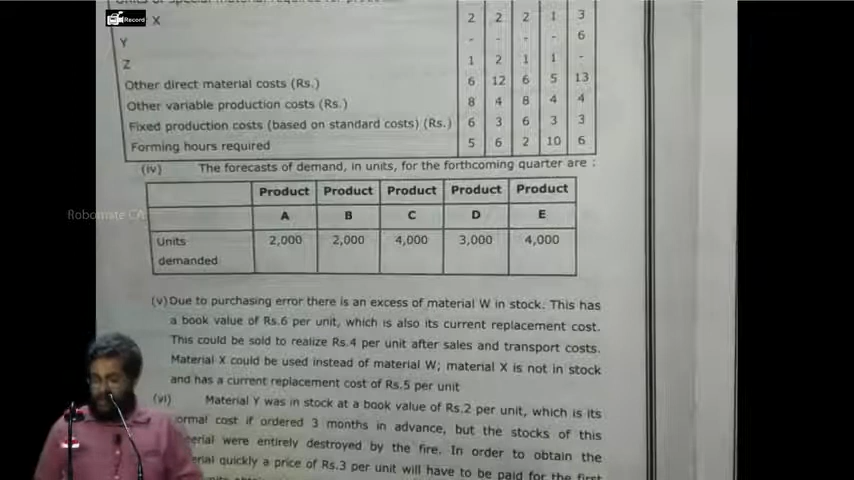 Record
X 2 2 2 1 3
Y - - - - 6
Z 1 2 1 1 -
Other direct material costs (Rs.) 6 12 6 5 13
Other variable production costs (Rs.) 8 4 8 4 4
Fixed production costs (based on standard costs) (Rs.) 6 3 6 3 3
Forming hours required 5 6 2 10 6
(iv) The forecasts of demand, in units, for the forthcoming quarter are :
Product Product Product Product Product
Robomate CA
A B C D E
Units 2,000 2,000 4,000 3,000 4,000
demanded
(v) Due to purchasing error there is an excess of material W in stock. This has
a book value of Rs.6 per unit, which is also its current replacement cost.
This could be sold to realize Rs.4 per unit after sales and transport costs.
Material X could be used instead of material W; material X is not in stock
and has a current replacement cost of Rs.5 per unit
(vi) Material Y was in stock at a book value of Rs.2 per unit, which is its
ormal cost if ordered 3 months in advance, but the stocks of this
erial were entirely destroyed by the fire. In order to obtain the
erial quickly a price of Rs.3 per unit will have to be paid for the first